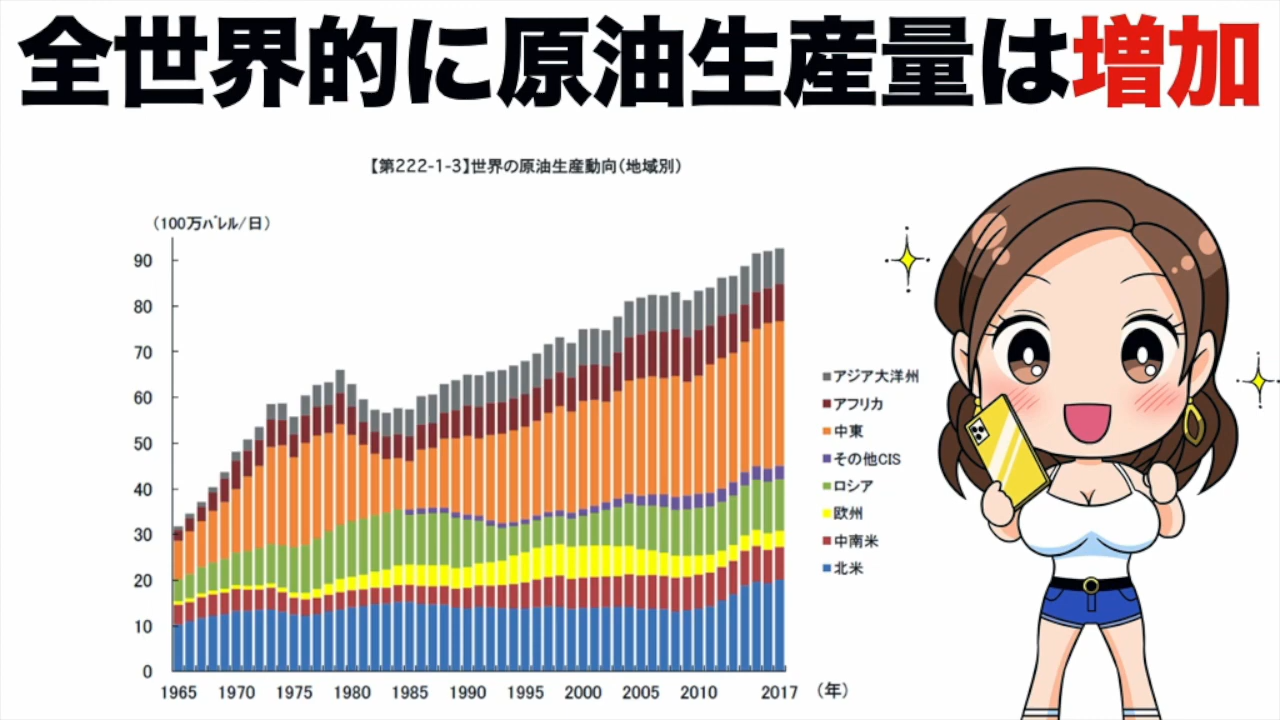 全世界的に原油生産量は増加
【第222-1-3】世界の原油生産動向(地域別)
(100万バレル/日)
90
80
70
60
50
40
30
20
10
0
1965 1970 1975 1980 1985 1990 1995 2000 2005 2010 2017 (年)
アジア大洋州
アフリカ
中東
その他CIS
ロシア
欧州
中南米
北米